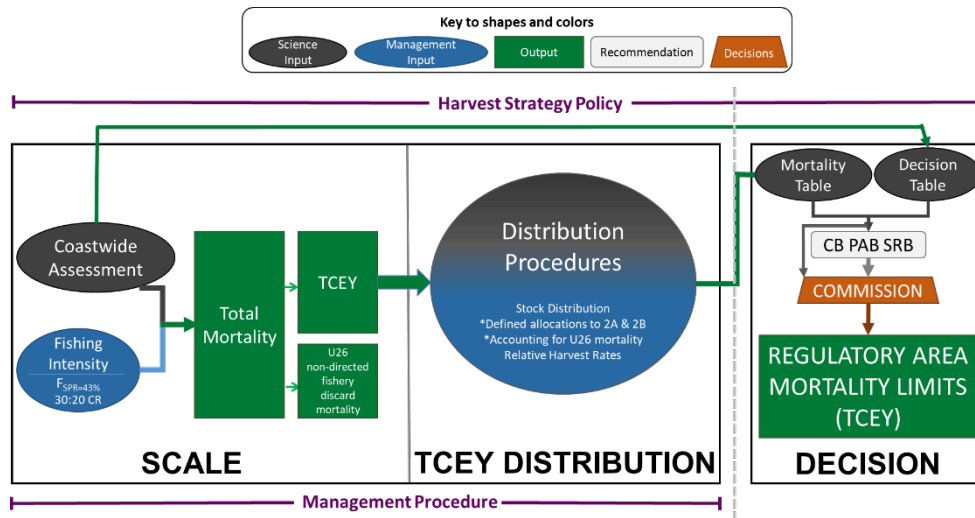 Key to shapes and colors
Science
Input
Management
Input
Output
Recommendation
Decisions
Harvest Strategy Policy
Coastwide
Assessment
Fishing
Intensity
FSPR=43%
30:20 CR
Total
Mortality
TCEY
U26
non-directed
fishery
discard
mortality
SCALE
Distribution
Procedures
Stock Distribution
*Defined allocations to 2A & 2B
*Accounting for U26 mortality
Relative Harvest Rates
TCEY DISTRIBUTION
Mortality
Table
Decision
Table
CB PAB SRB
COMMISSION
REGULATORY AREA
MORTALITY LIMITS
(TCEY)
DECISION
Management Procedure